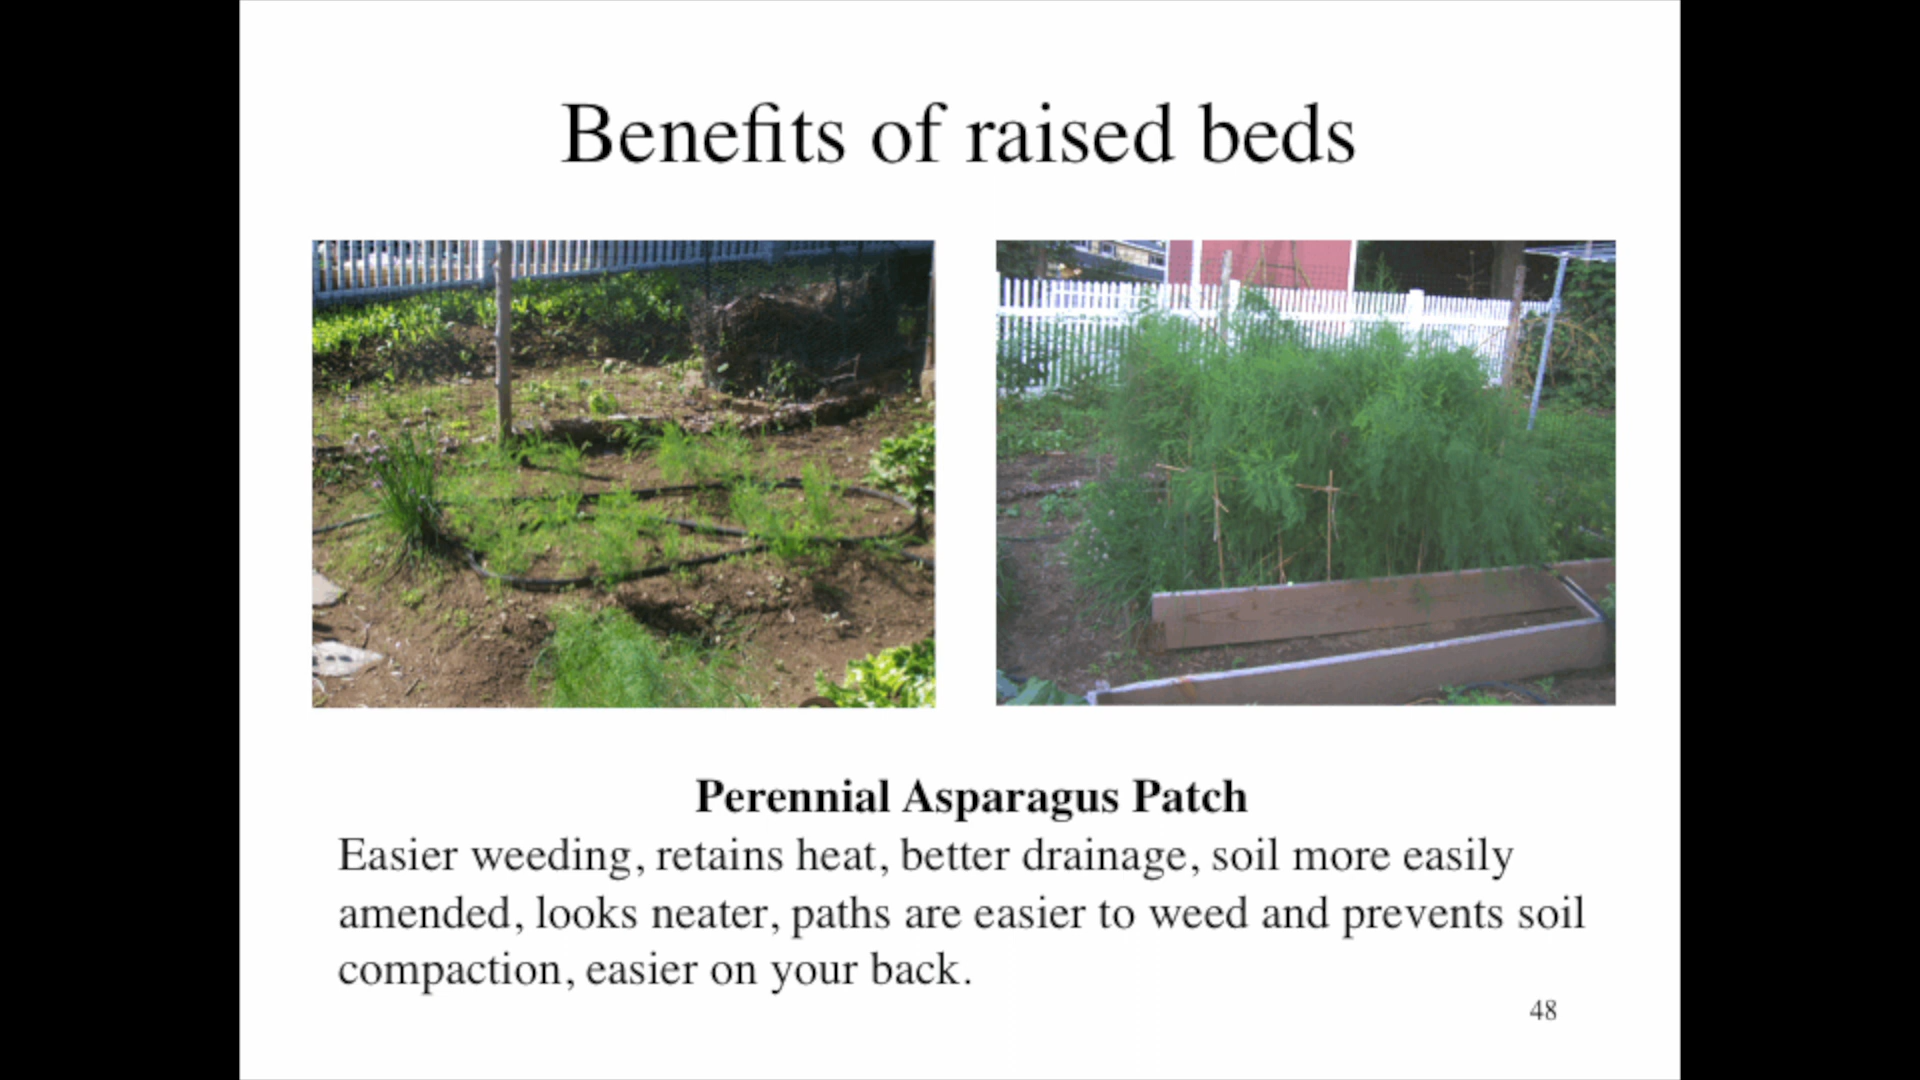 Benefits of raised beds
Perennial Asparagus Patch
Easier weeding, retains heat, better drainage, soil more easily
amended, looks neater, paths are easier to weed and prevents soil
compaction, easier on your back.
48